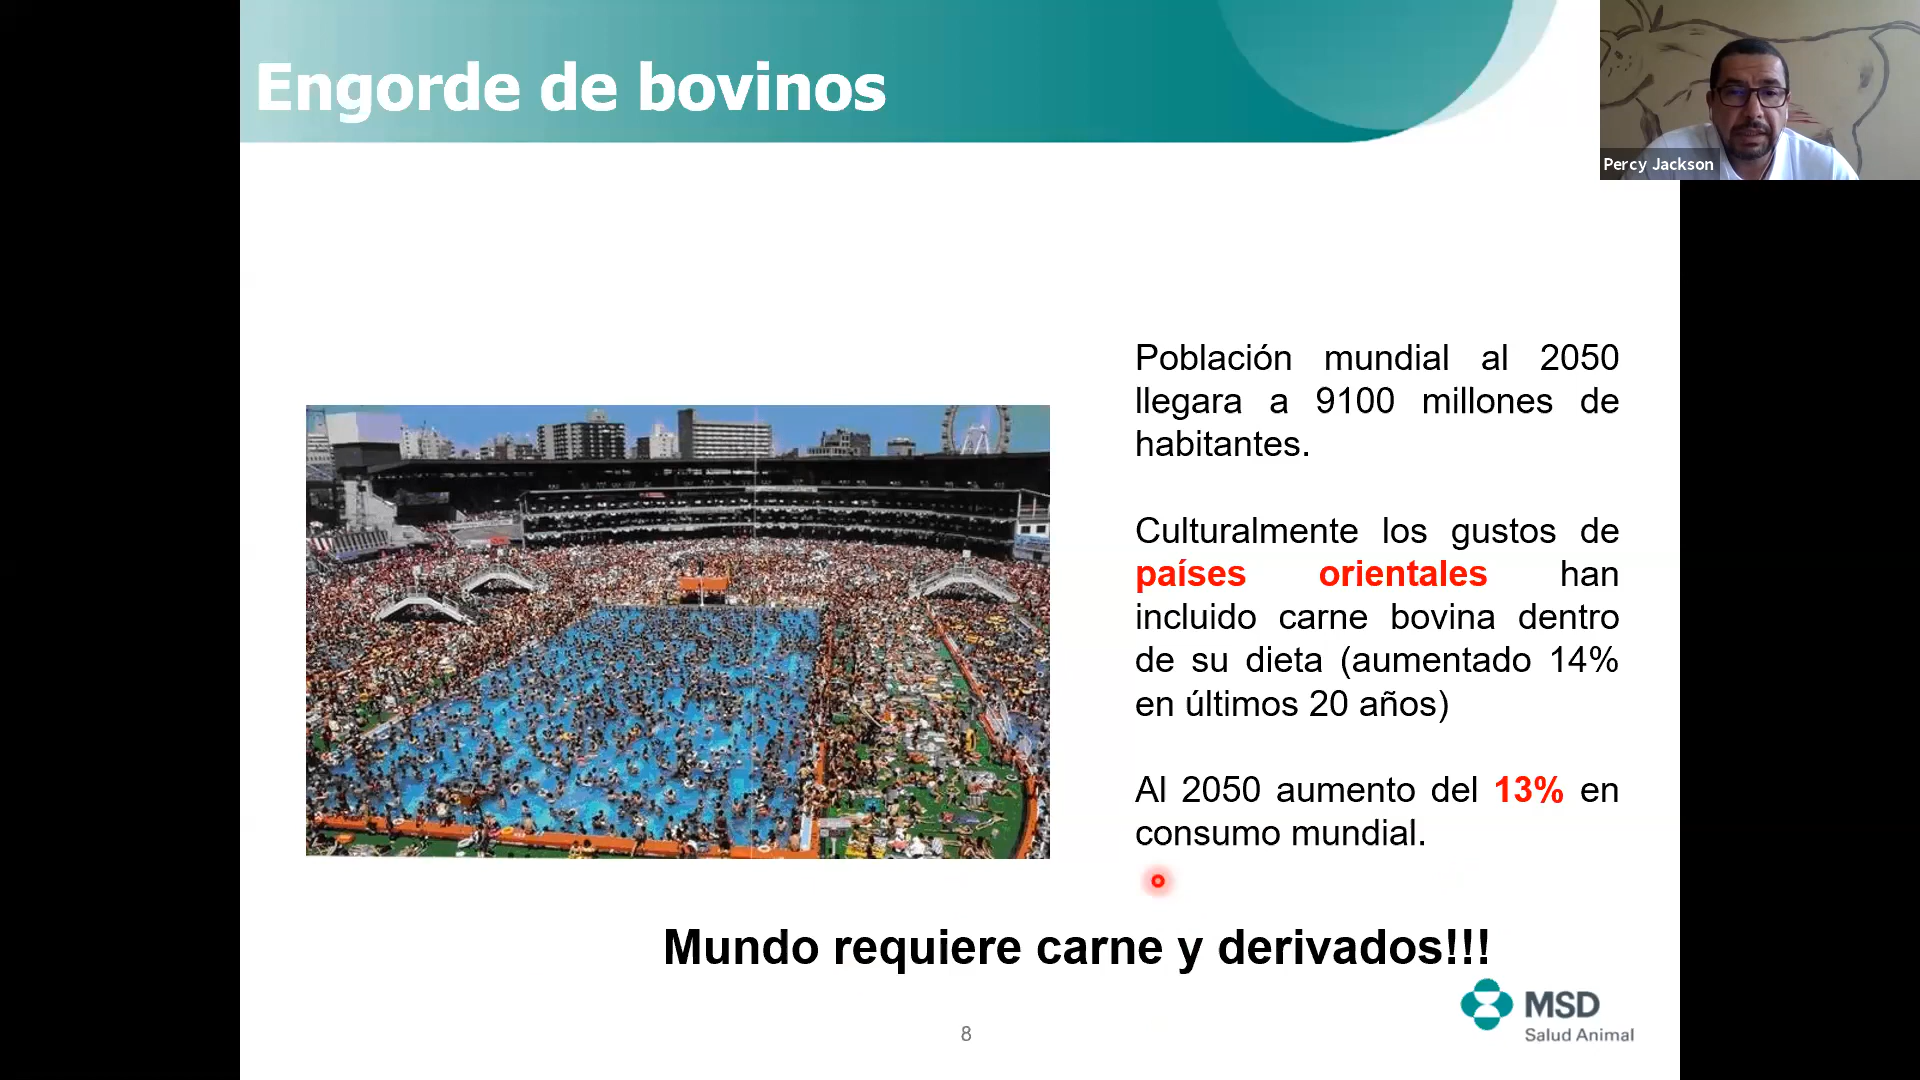 Engorde de bovinos
Percy Jackson
Población mundial al 2050
llegara a 9100 millones de
habitantes.
Culturalmente los gustos de
países orientales han
incluido carne bovina dentro
de su dieta (aumentado 14%
en últimos 20 años)
Al 2050 aumento del 13% en
consumo mundial.
Mundo requiere carne y derivados!!!
MSD
Salud Animal
8